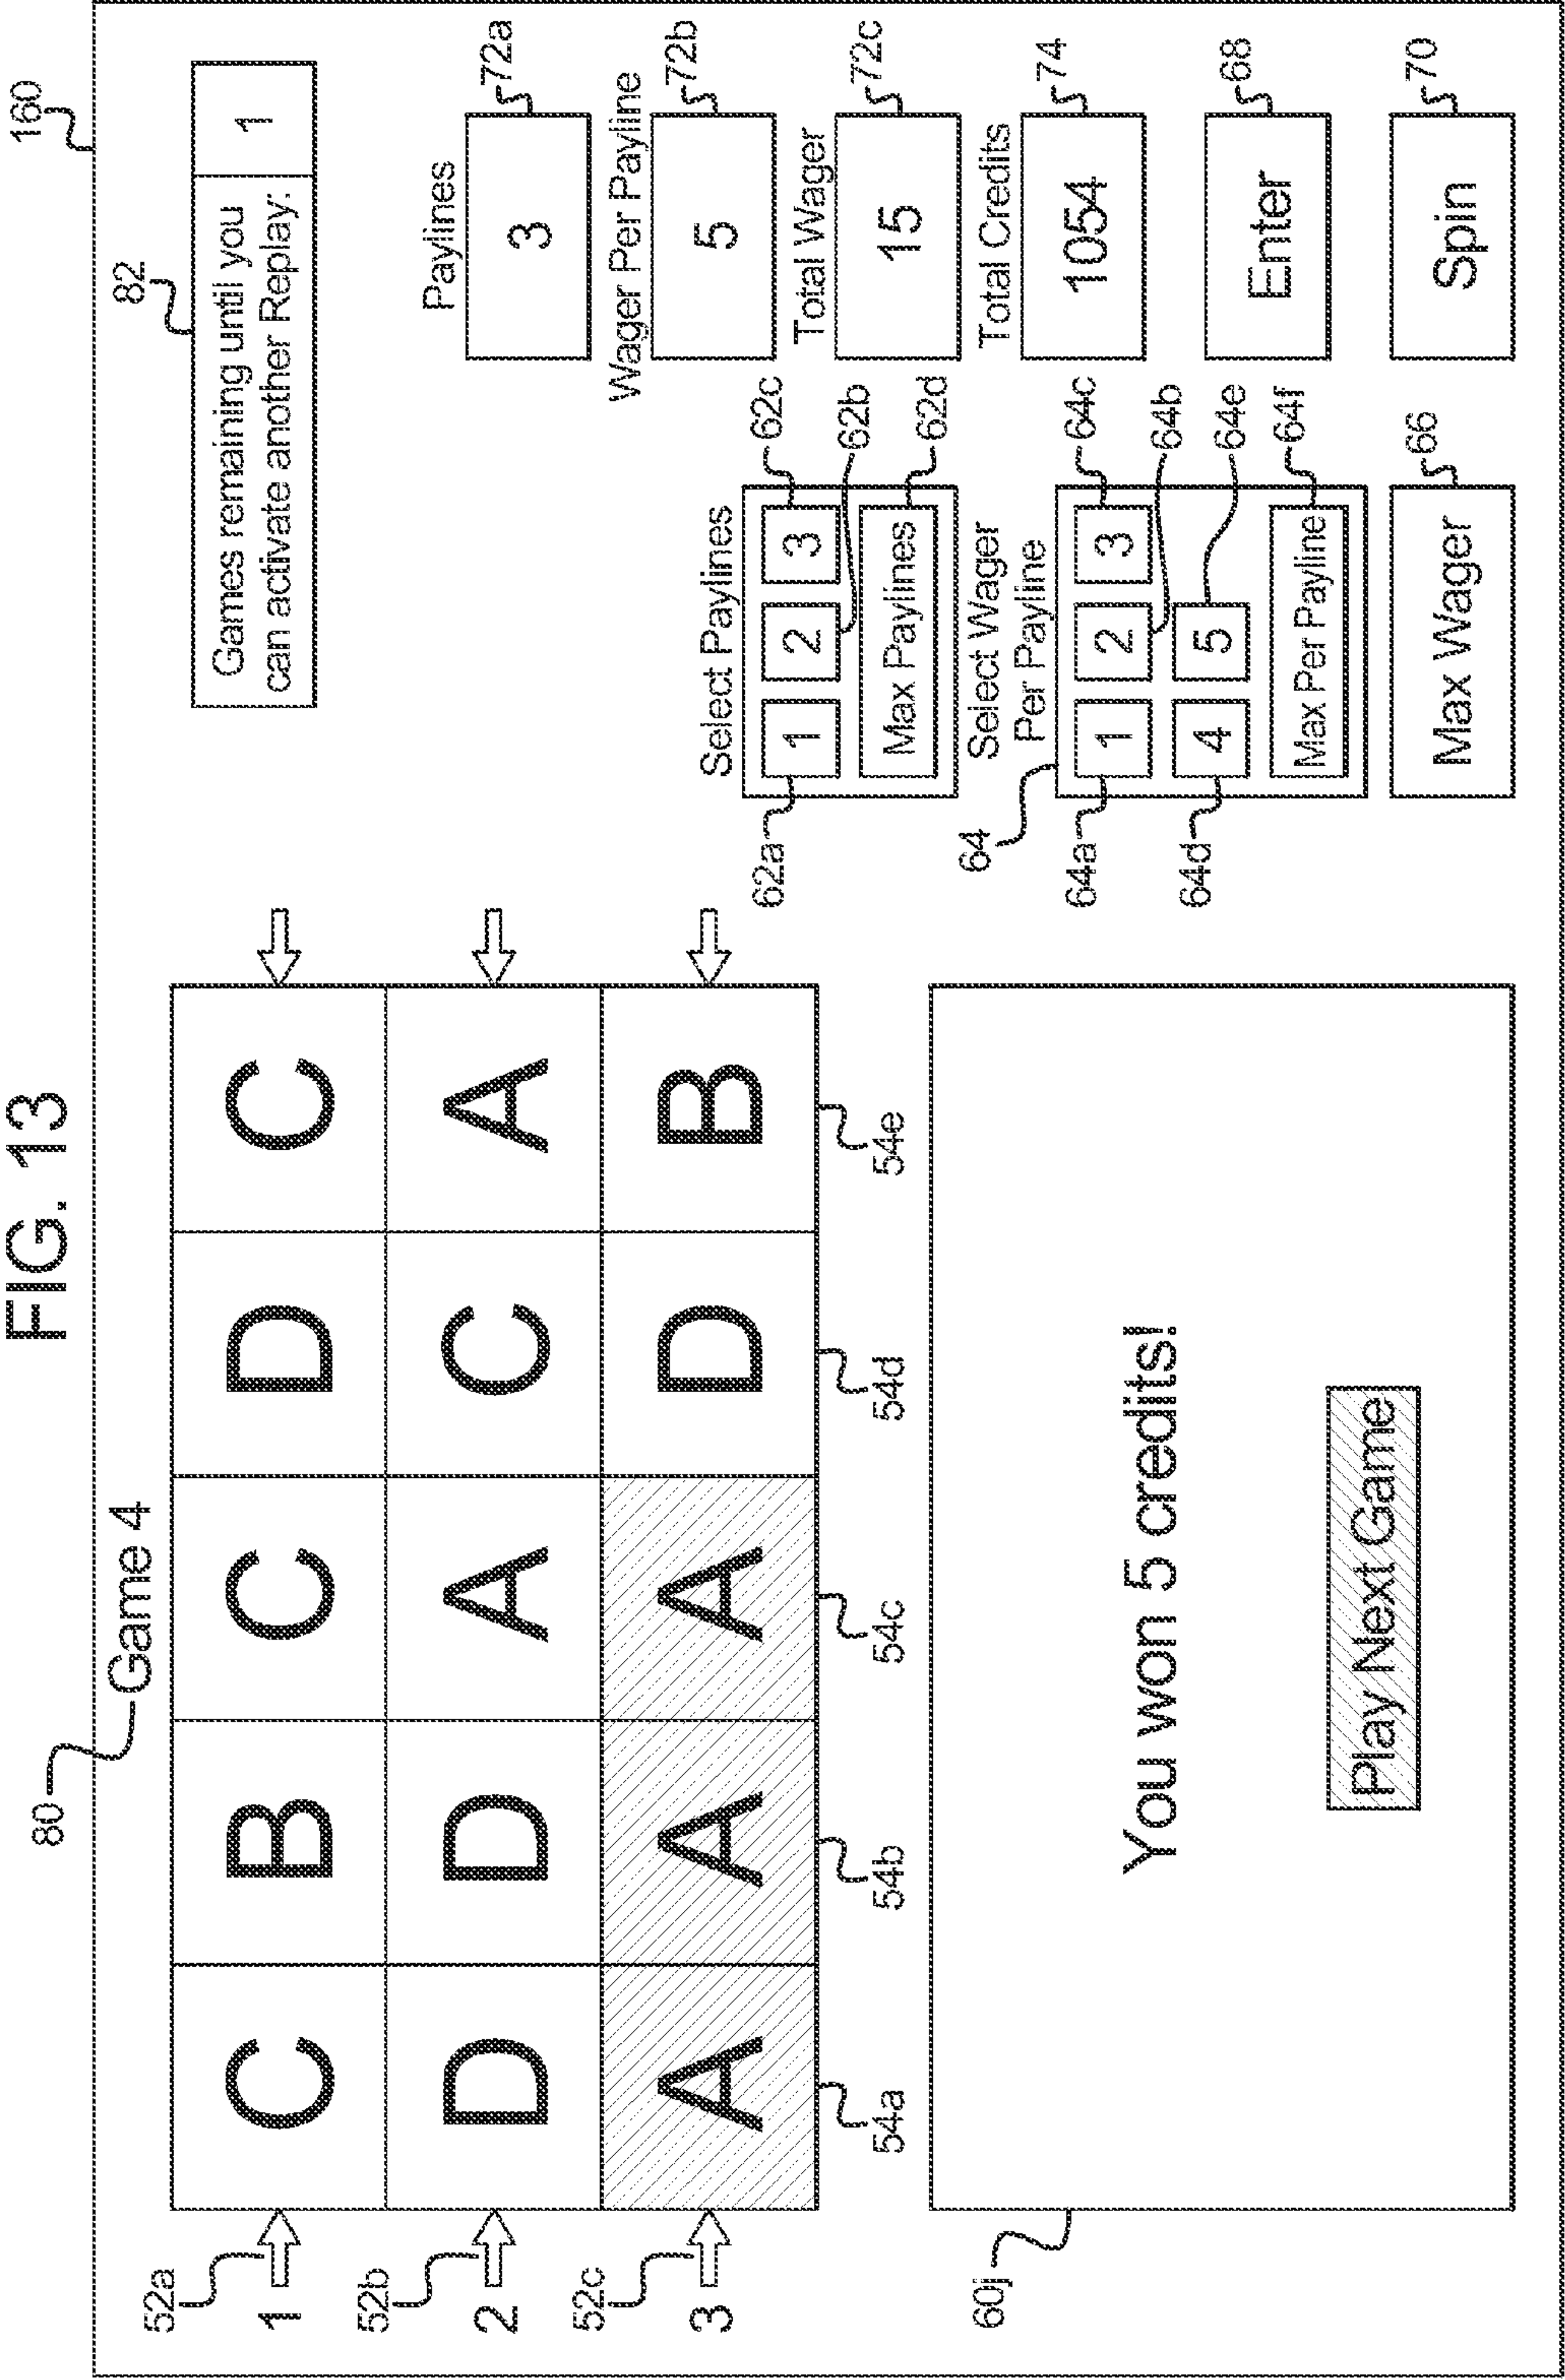 FIG. 13
160
80
Game 4
82
Games remaining until you
can activate another Replay:
1
52a
1
C B C D C
52b
2
D D A C A
52c
3
A A A D B
54a 54b 54c 54d 54e
60j
You won 5 credits!
Play Next Game
Select Paylines
1 2 3
Max Paylines
62a
62c
62b
62d
Select Wager
Per Payline
64
1 2 3
4 5
Max Per Payline
64a
64d
64c
64b
64e
64f
Max Wager
66
Paylines
3
72a
Wager Per Payline
5
72b
Total Wager
15
72c
Total Credits
1054
74
Enter
68
Spin
70